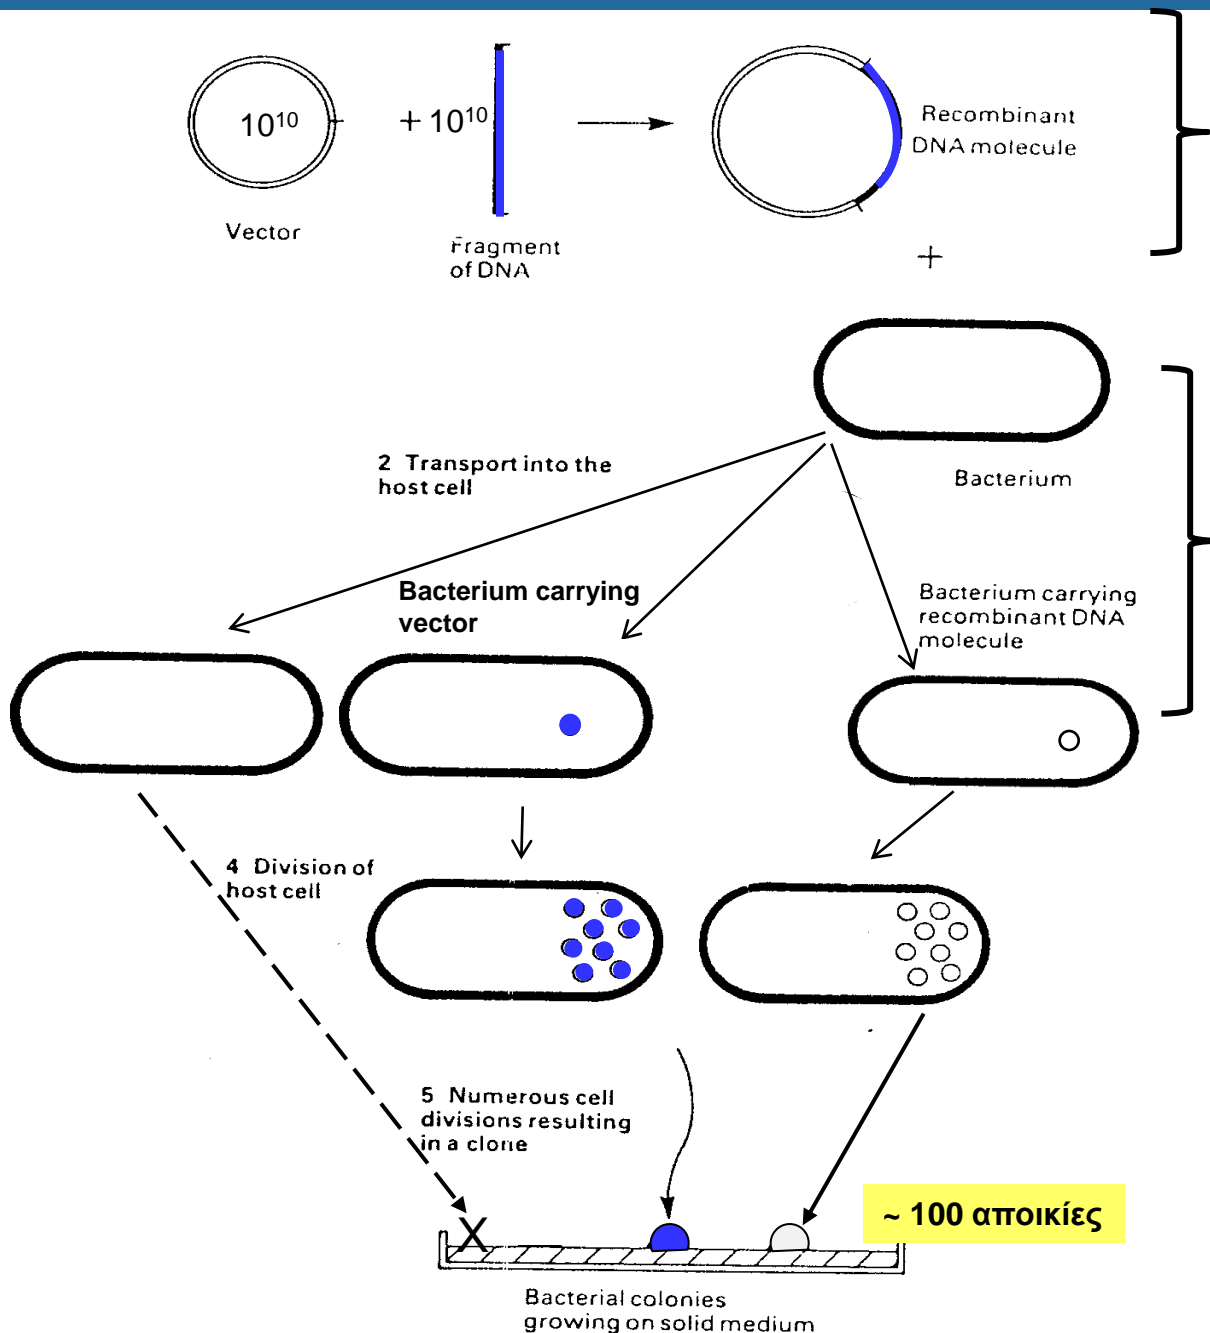 10¹⁰
+ 10¹⁰
Recombinant
DNA molecule
Vector
Fragment
of DNA
+
2 Transport into the
host cell
Bacterium
Bacterium carrying
vector
Bacterium carrying
recombinant DNA
molecule
4 Division of
host cell
5 Numerous cell
divisions resulting
in a clone
~ 100 αποικίες
X
Bacterial colonies
growing on solid medium